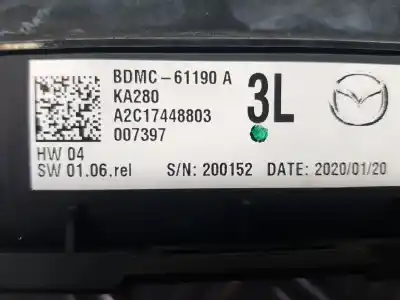 BDMC-61190 A
KA280
A2C17448803
007397
3L
HW 04
SW 01.06.rel S/N: 200152 DATE: 2020/01/20